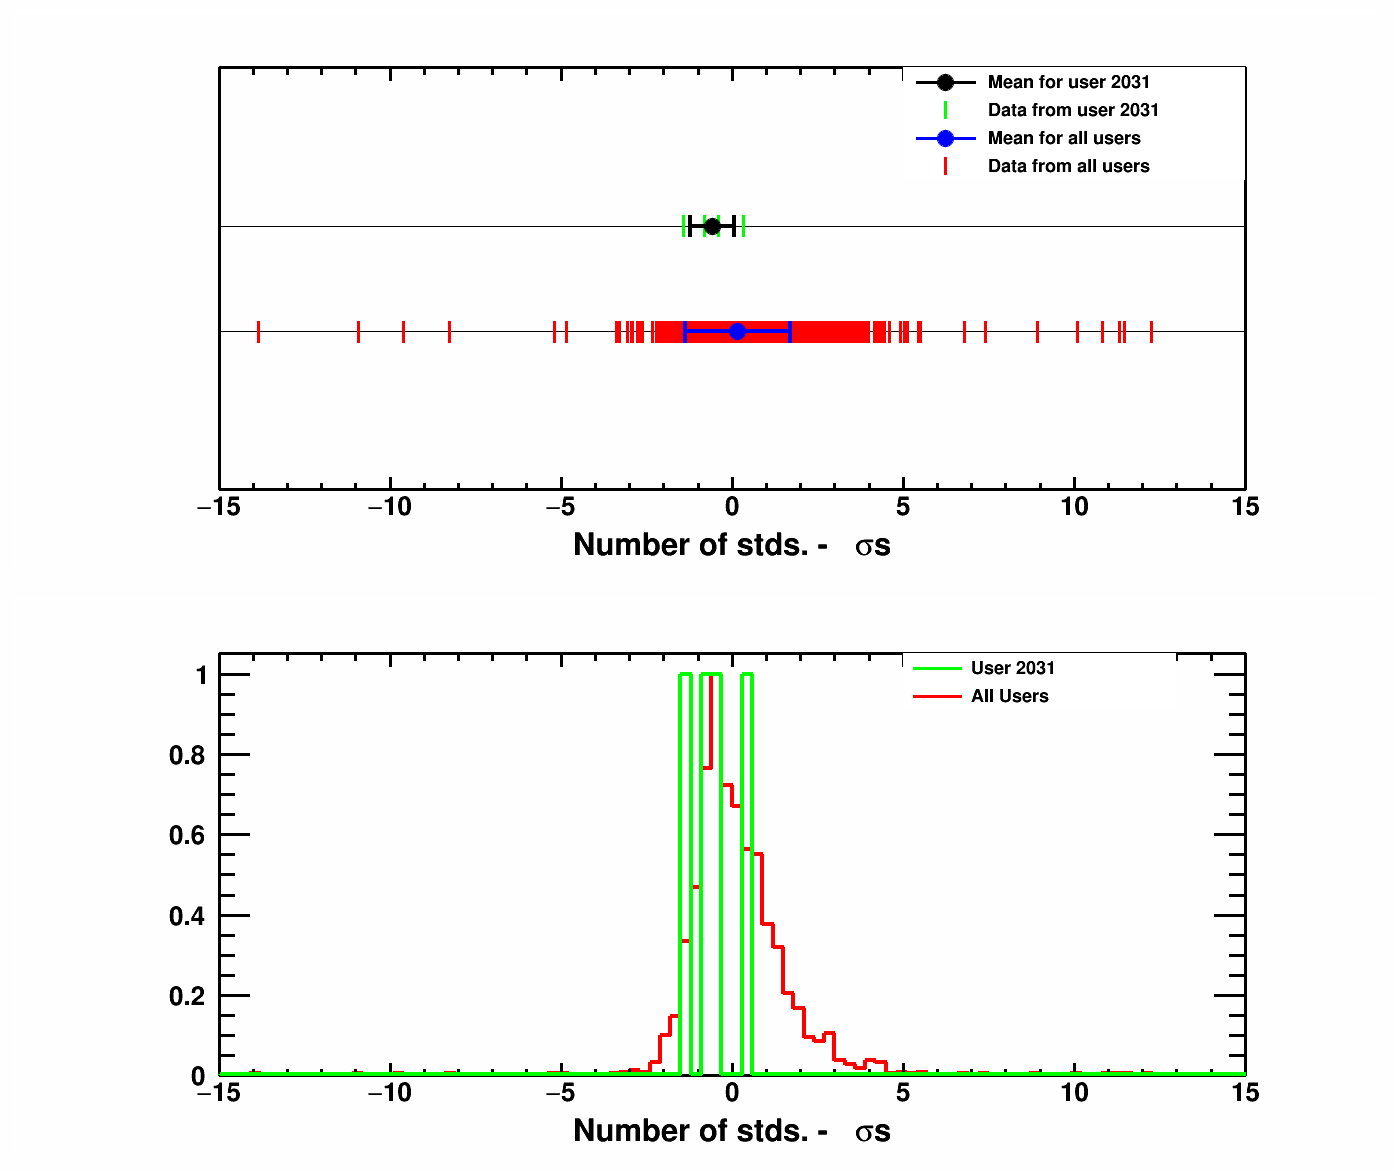 Mean for user 2031
Data from user 2031
Mean for all users
Data from all users
−15 −10 −5 0 5 10 15
Number of stds. - σs
User 2031
All Users
1
0.8
0.6
0.4
0.2
0
−15 −10 −5 0 5 10 15
Number of stds. - σs